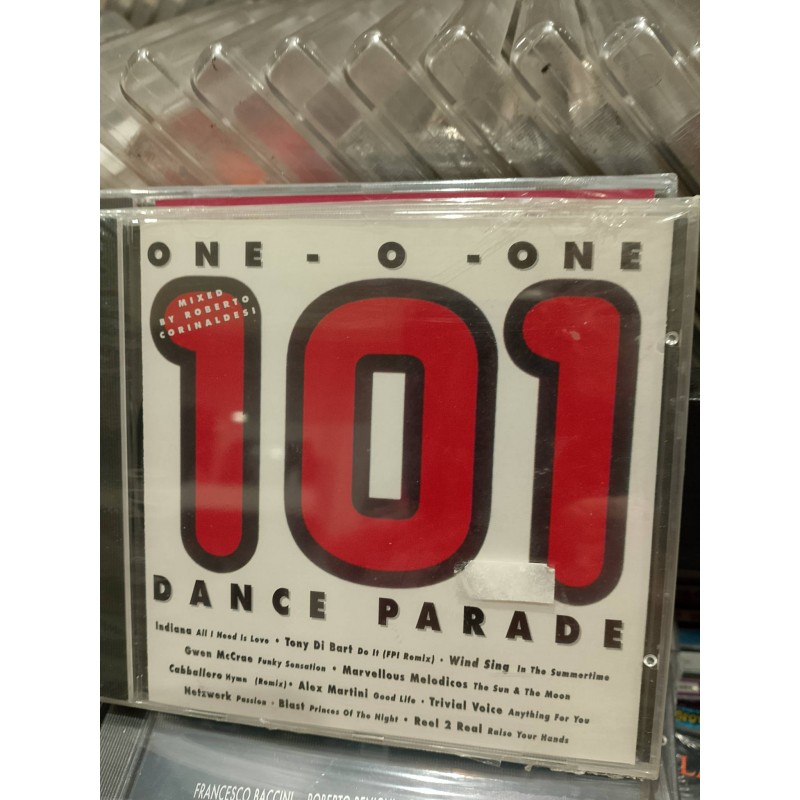 ONE - O - ONE
MIXED
BY ROBERTO
CORINALDESI
101
DANCE PARADE
Indiana All I Need Is Love • Tony Di Bart Do It (FPI Remix) • Wind Sing In The Summertime
Gwen McCrae Funky Sensation • Marvellous Melodicos The Sun & The Moon
Cabballero Hymn (Remix) • Alex Martini Good Life • Trivial Voice Anything For You
Netzwerk Passion • Blast Princes Of The Night • Reel 2 Real Raise Your Hands
FRANCESCO BACCINI ROBERTO